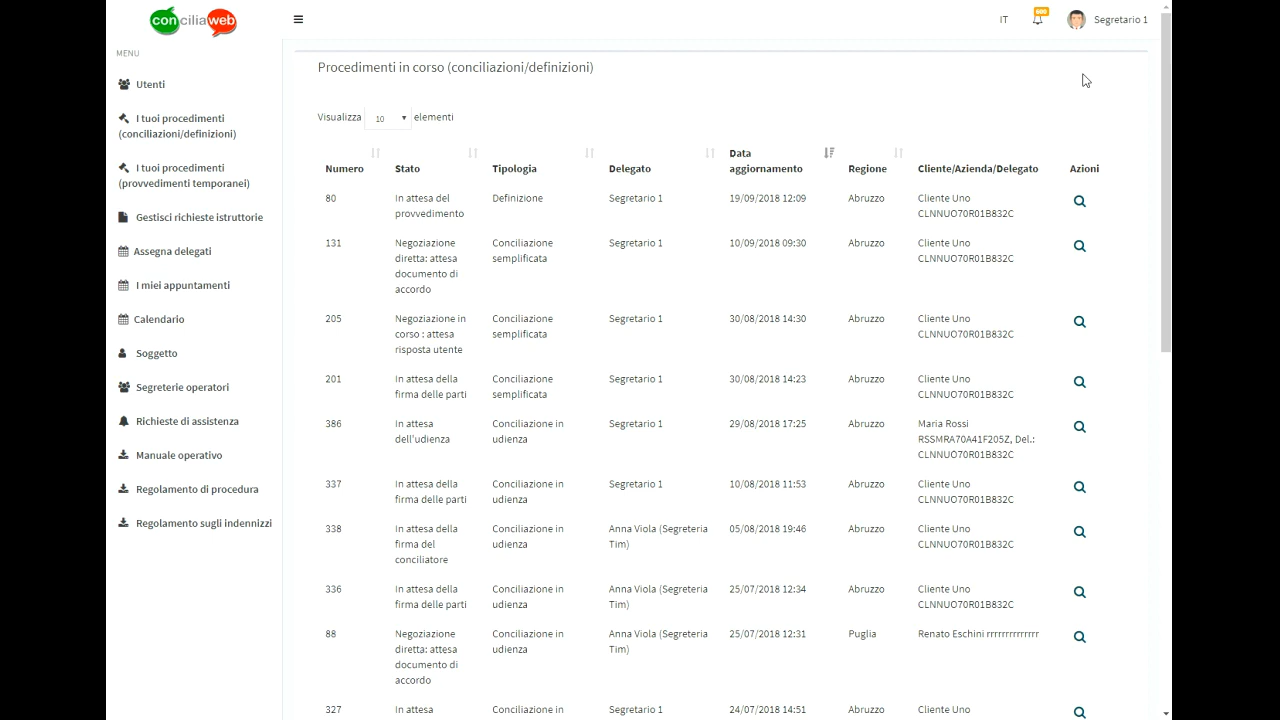 conciliaweb
IT
600
Segretario 1
MENU
Utenti
I tuoi procedimenti
(conciliazioni/definizioni)
I tuoi procedimenti
(provvedimenti temporanei)
Gestisci richieste istruttorie
Assegna delegati
I miei appuntamenti
Calendario
Soggetto
Segreterie operatori
Richieste di assistenza
Manuale operativo
Regolamento di procedura
Regolamento sugli indennizzi
Procedimenti in corso (conciliazioni/definizioni)
Visualizza 10 elementi
Numero Stato Tipologia Delegato Data aggiornamento Regione Cliente/Azienda/Delegato Azioni
80 In attesa del Definizione Segretario 1 19/09/2018 12:09 Abruzzo Cliente Uno
provvedimento CLNNUO70R01B832C
131 Negoziazione Conciliazione Segretario 1 10/09/2018 09:30 Abruzzo Cliente Uno
diretta: attesa semplificata CLNNUO70R01B832C
documento di
accordo
205 Negoziazione in Conciliazione Segretario 1 30/08/2018 14:30 Abruzzo Cliente Uno
corso : attesa semplificata CLNNUO70R01B832C
risposta utente
201 In attesa della Conciliazione Segretario 1 30/08/2018 14:23 Abruzzo Cliente Uno
firma delle parti semplificata CLNNUO70R01B832C
386 In attesa Conciliazione in Segretario 1 29/08/2018 17:25 Abruzzo Maria Rossi
dell'udienza udienza RSSMRA70A41F205Z, Del.:
CLNNUO70R01B832C
337 In attesa della Conciliazione in Segretario 1 10/08/2018 11:53 Abruzzo Cliente Uno
firma delle parti udienza CLNNUO70R01B832C
338 In attesa della Conciliazione in Anna Viola (Segreteria 05/08/2018 19:46 Abruzzo Cliente Uno
firma del udienza Tim) CLNNUO70R01B832C
conciliatore
336 In attesa della Conciliazione in Anna Viola (Segreteria 25/07/2018 12:34 Abruzzo Cliente Uno
firma delle parti udienza Tim) CLNNUO70R01B832C
88 Negoziazione Conciliazione in Anna Viola (Segreteria 25/07/2018 12:31 Puglia Renato Eschini rrrrrrrrrrrrrr
diretta: attesa udienza Tim)
documento di
accordo
327 In attesa Conciliazione in Segretario 1 24/07/2018 14:51 Abruzzo Cliente Uno